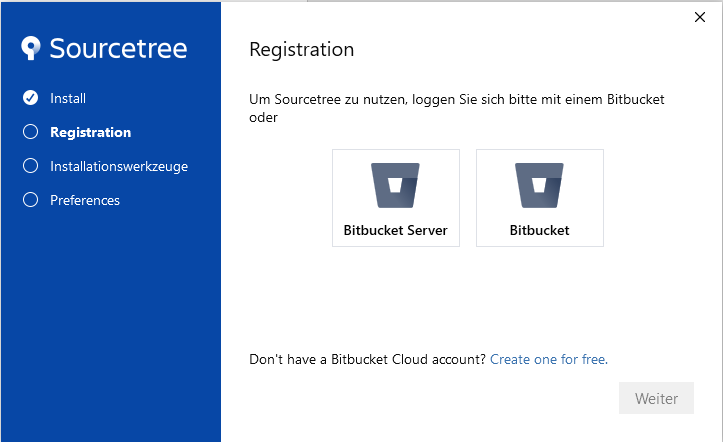 Sourcetree
Install
Registration
Installationswerkzeuge
Preferences
Registration
Um Sourcetree zu nutzen, loggen Sie sich bitte mit einem Bitbucket
oder
Bitbucket Server
Bitbucket
Don't have a Bitbucket Cloud account? Create one for free.
Weiter